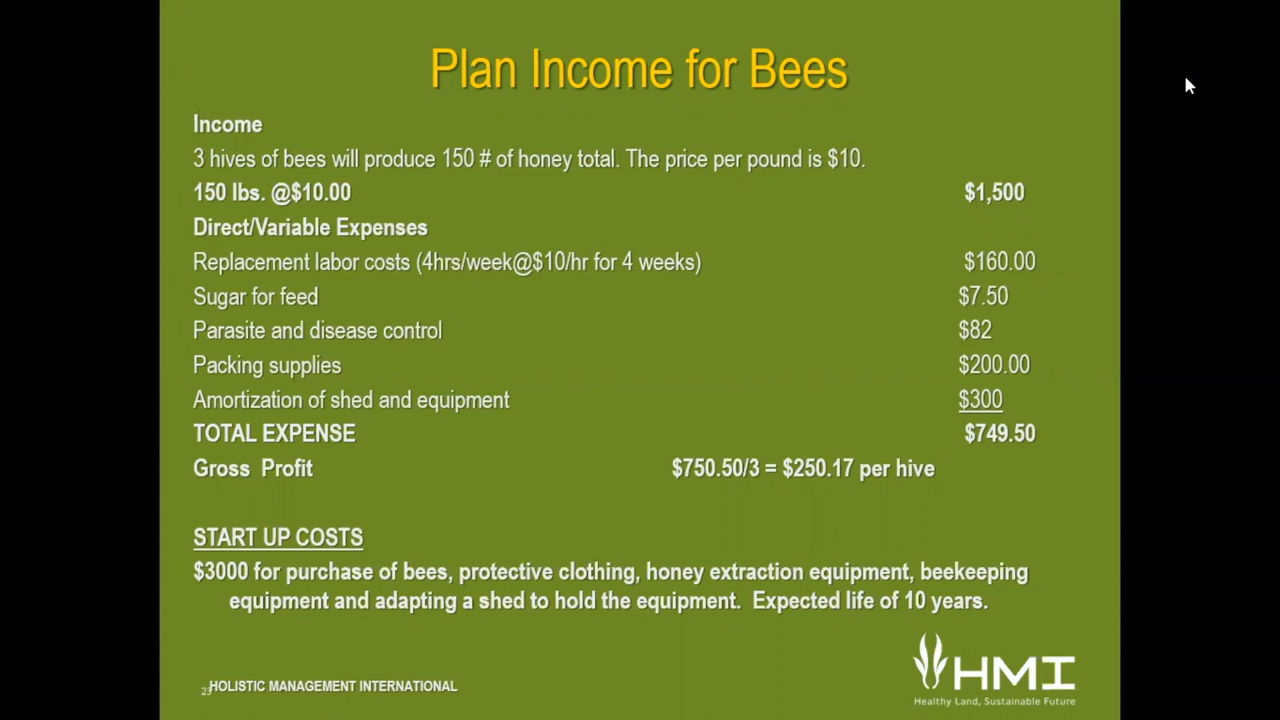 Plan Income for Bees
Income
3 hives of bees will produce 150 # of honey total. The price per pound is $10.
150 lbs. @$10.00 $1,500
Direct/Variable Expenses
Replacement labor costs (4hrs/week@$10/hr for 4 weeks) $160.00
Sugar for feed $7.50
Parasite and disease control $82
Packing supplies $200.00
Amortization of shed and equipment $300
TOTAL EXPENSE $749.50
Gross Profit $750.50/3 = $250.17 per hive
START UP COSTS
$3000 for purchase of bees, protective clothing, honey extraction equipment, beekeeping
equipment and adapting a shed to hold the equipment. Expected life of 10 years.
23 HOLISTIC MANAGEMENT INTERNATIONAL
HMI
Healthy Land, Sustainable Future